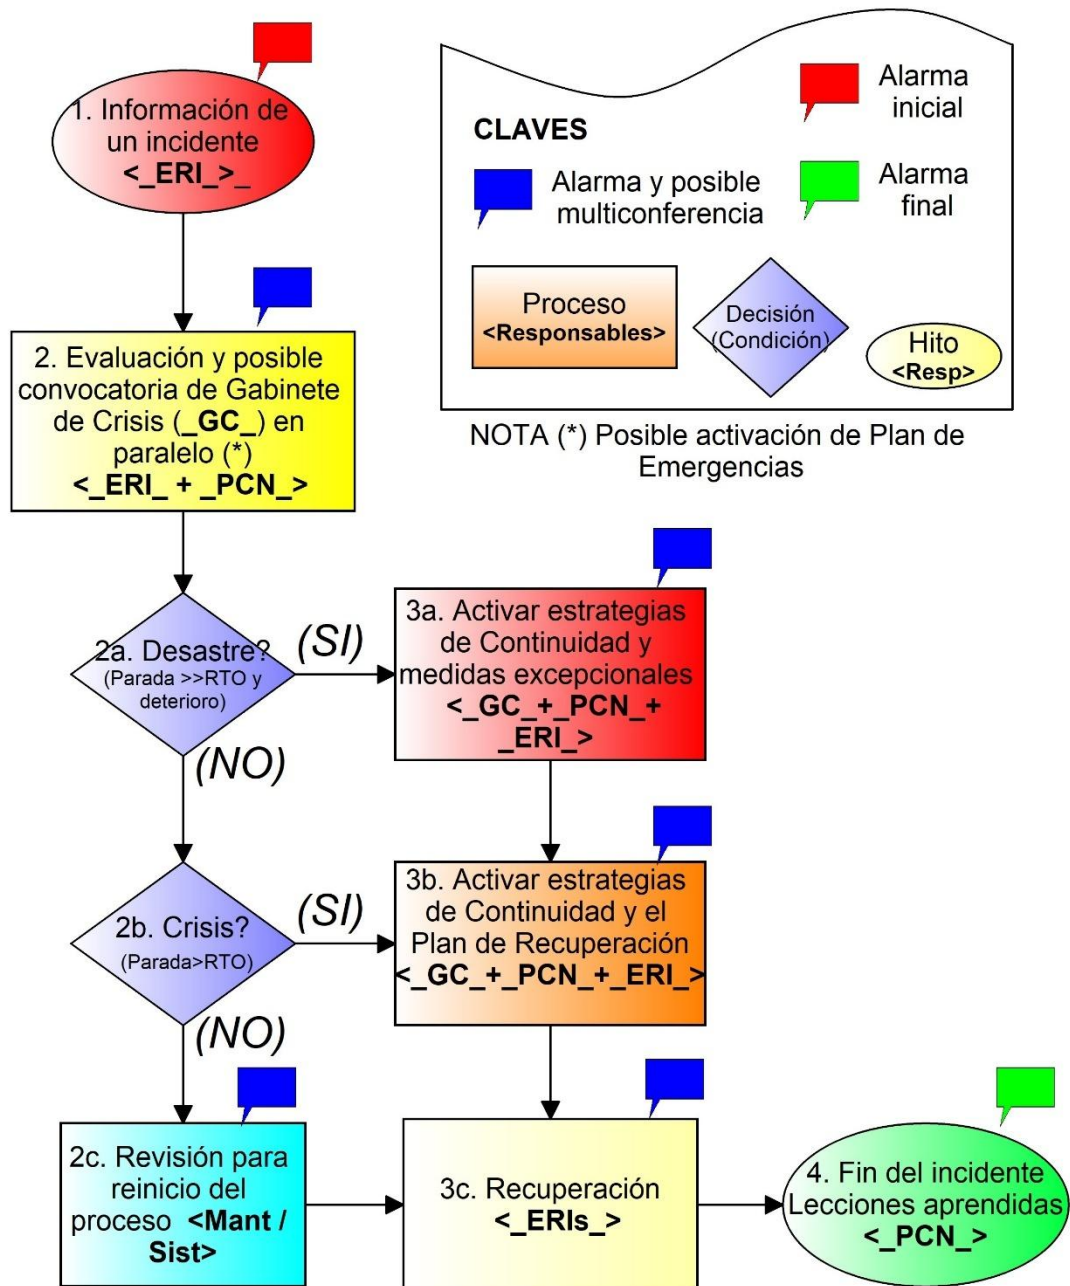 1. Información de
un incidente
<_ERI_>_
CLAVES
Alarma
inicial
Alarma y posible
multiconferencia
Alarma
final
Proceso
<Responsables>
Decisión
(Condición)
Hito
<Resp>
NOTA (*) Posible activación de Plan de
Emergencias
2. Evaluación y posible
convocatoria de Gabinete
de Crisis (_GC_) en
paralelo (*)
<_ERI_ + _PCN_>
2a. Desastre?
(Parada >>RTO y
deterioro)
(SI)
(NO)
3a. Activar estrategias
de Continuidad y
medidas excepcionales
<_GC_+_PCN_+
_ERI_>
2b. Crisis?
(Parada>RTO)
(SI)
(NO)
3b. Activar estrategias
de Continuidad y el
Plan de Recuperación
<_GC_+_PCN_+_ERI_>
2c. Revisión para
reinicio del
proceso <Mant /
Sist>
3c. Recuperación
<_ERIs_>
4. Fin del incidente
Lecciones aprendidas
<_PCN_>